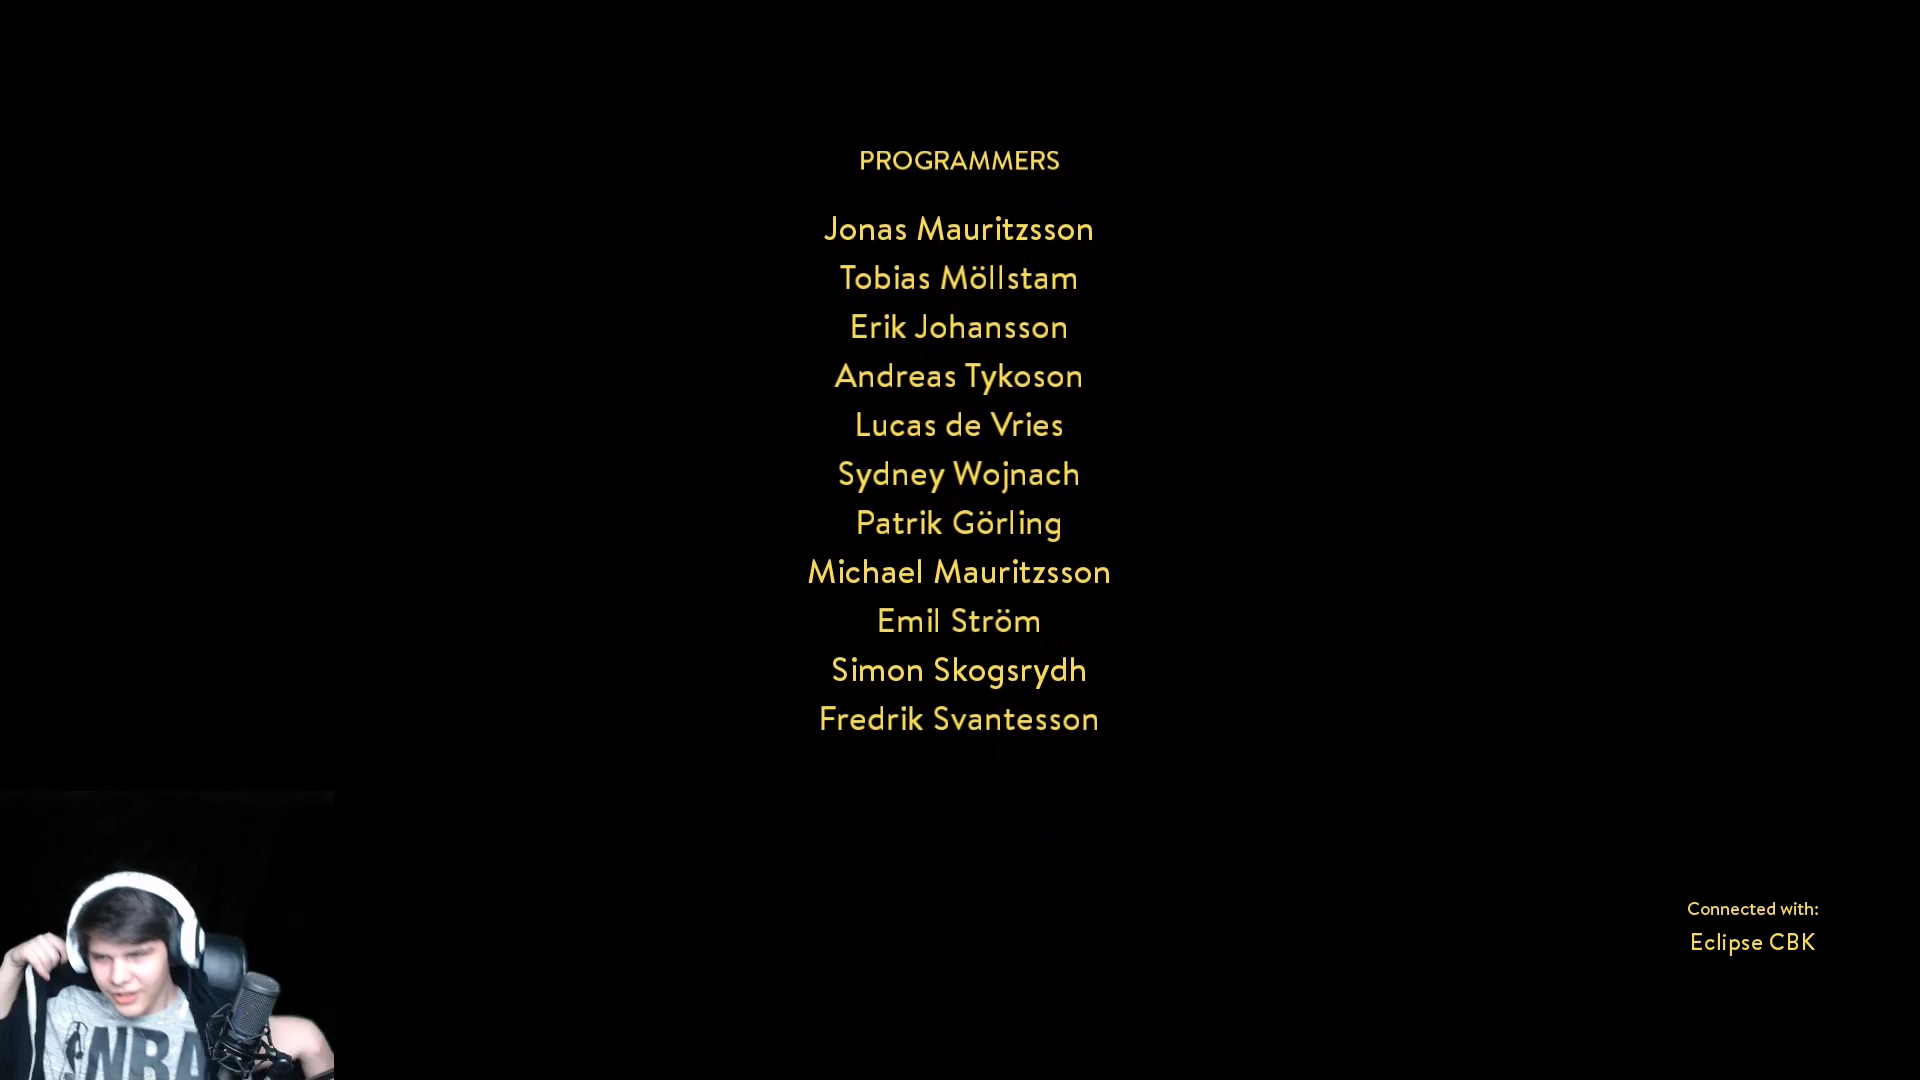 PROGRAMMERS
Jonas Mauritzsson
Tobias Möllstam
Erik Johansson
Andreas Tykoson
Lucas de Vries
Sydney Wojnach
Patrik Görling
Michael Mauritzsson
Emil Ström
Simon Skogsrydh
Fredrik Svantesson
Connected with:
Eclipse CBK
NBA